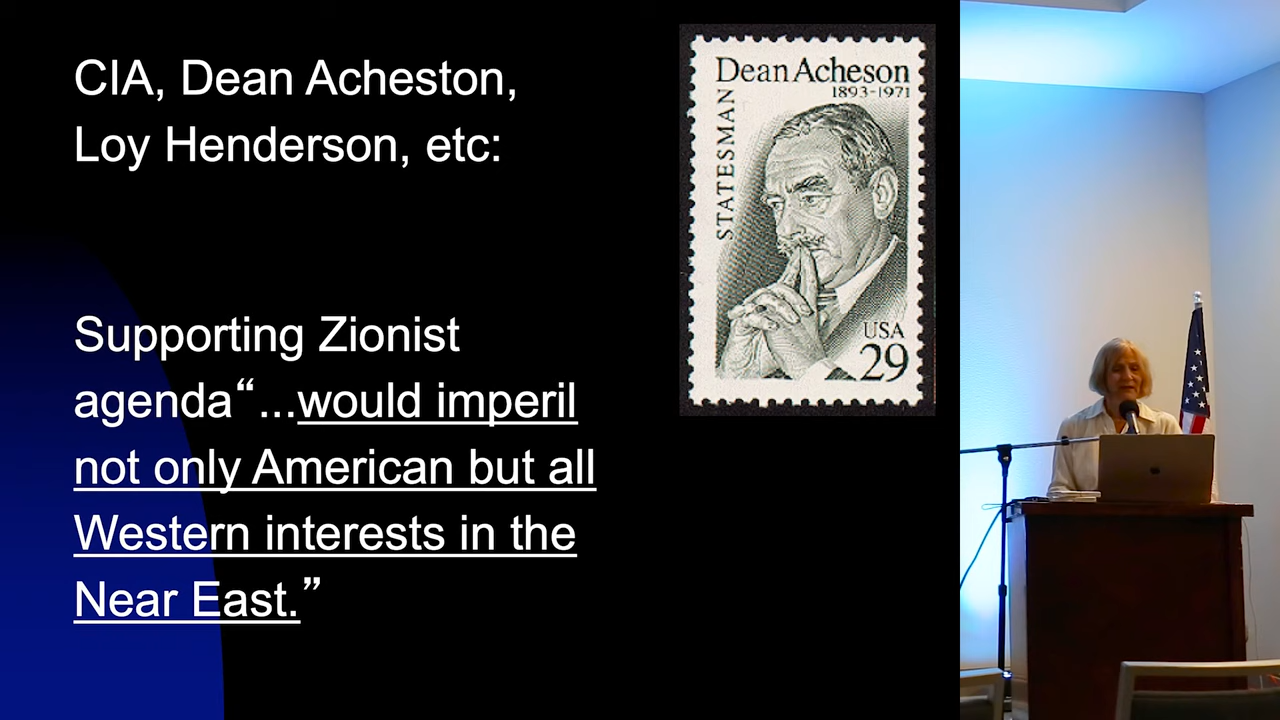 CIA, Dean Acheston,
Loy Henderson, etc:
Supporting Zionist
agenda“...would imperil
not only American but all
Western interests in the
Near East.”
Dean Acheson
1893-1971
STATESMAN
USA
29